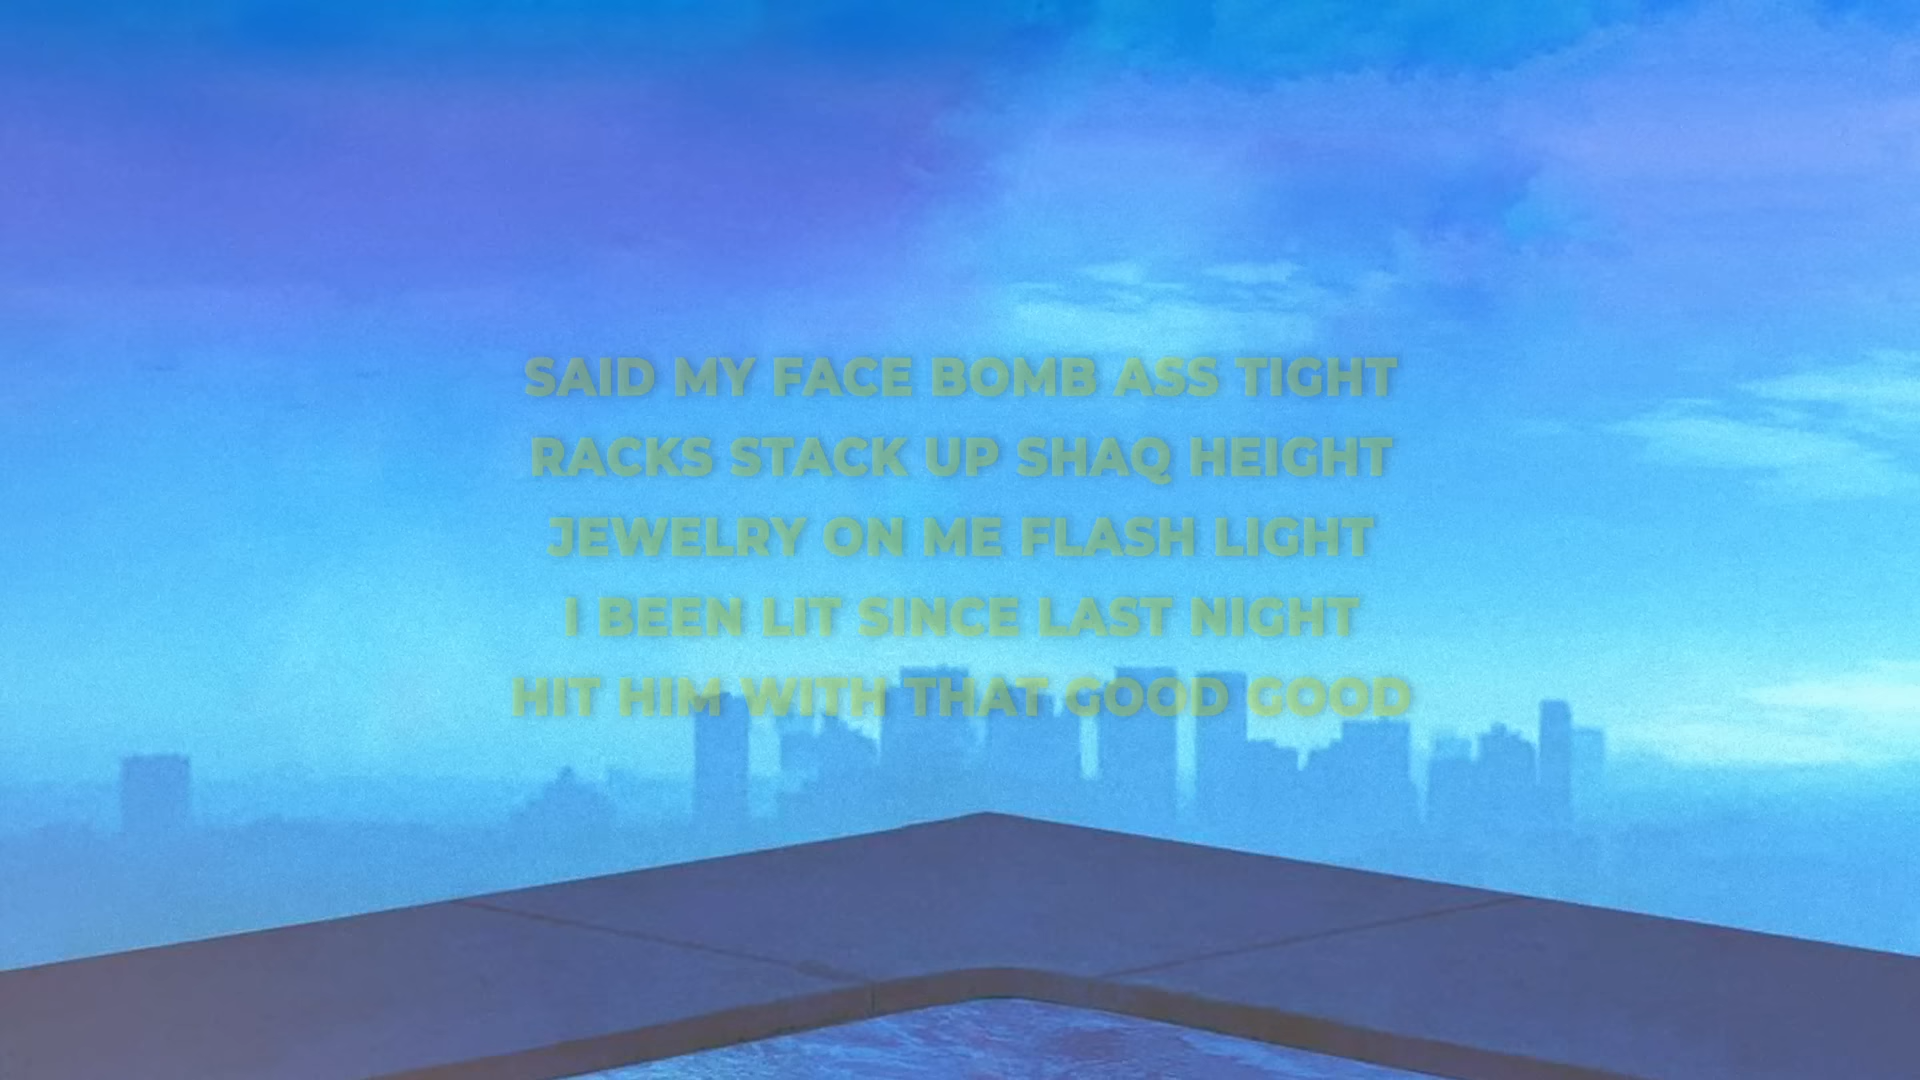 SAID MY FACE BOMB ASS TIGHT
RACKS STACK UP SHAQ HEIGHT
JEWELRY ON ME FLASH LIGHT
I BEEN LIT SINCE LAST NIGHT
HIT HIM WITH THAT GOOD GOOD